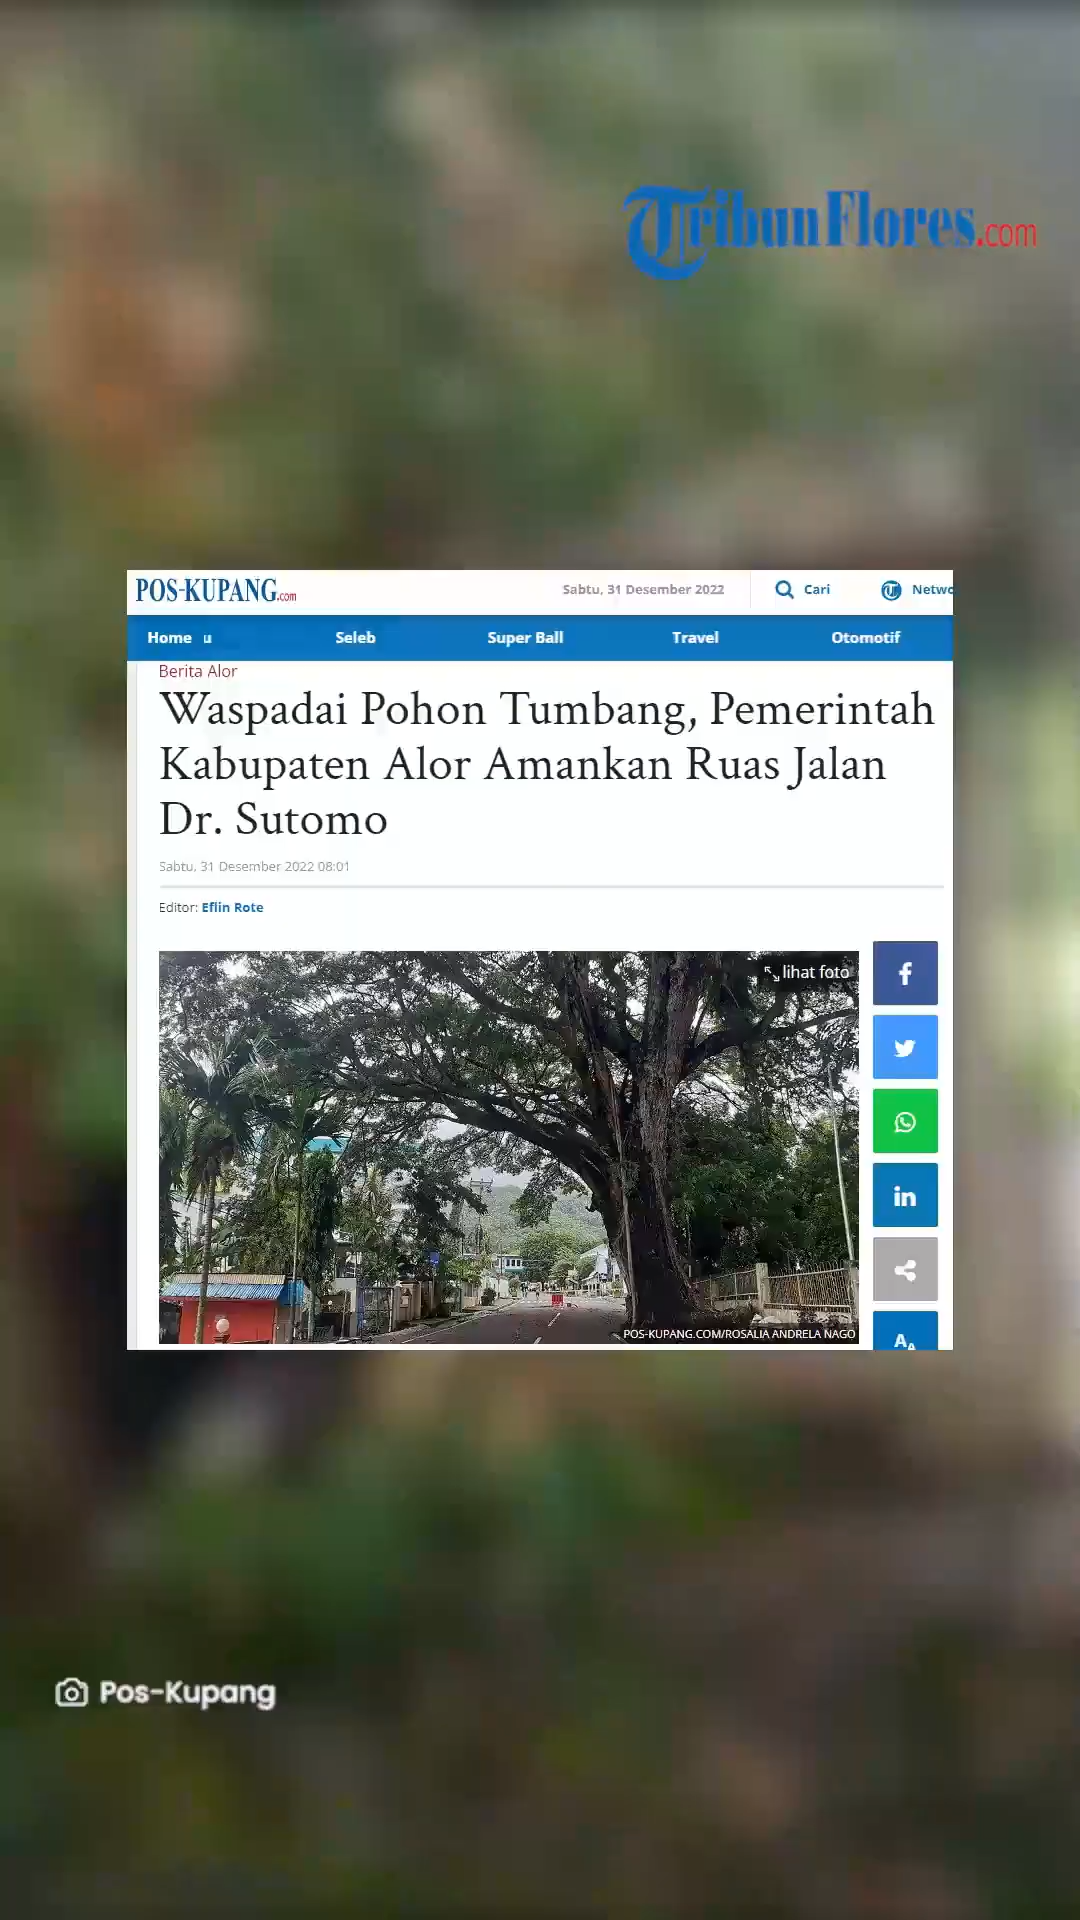 TribunFlores.com
POS-KUPANG.com
Sabtu, 31 Desember 2022
Cari
Netwo
Home u Seleb Super Ball Travel Otomotif
Berita Alor
Waspadai Pohon Tumbang, Pemerintah
Kabupaten Alor Amankan Ruas Jalan
Dr. Sutomo
Sabtu, 31 Desember 2022 08:01
Editor: Eflin Rote
lihat foto
POS-KUPANG.COM/ROSALIA ANDRELA NAGO
AA
Pos-Kupang